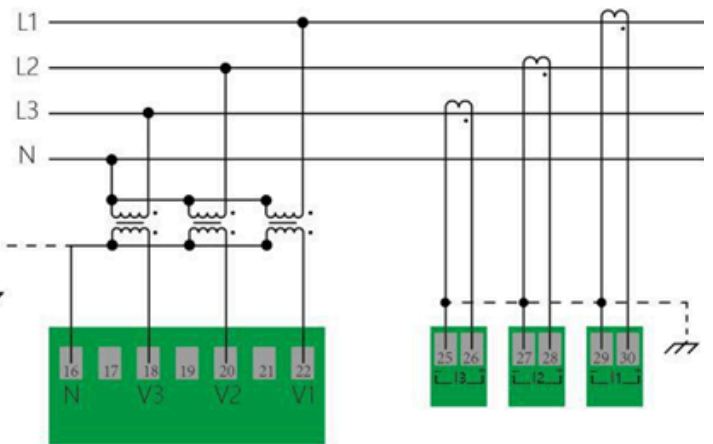 L1
L2
L3
N
16 17 18 19 20 21 22
N V3 V2 V1
25 26 27 28 29 30
- I3 + - I2 + - I1 +